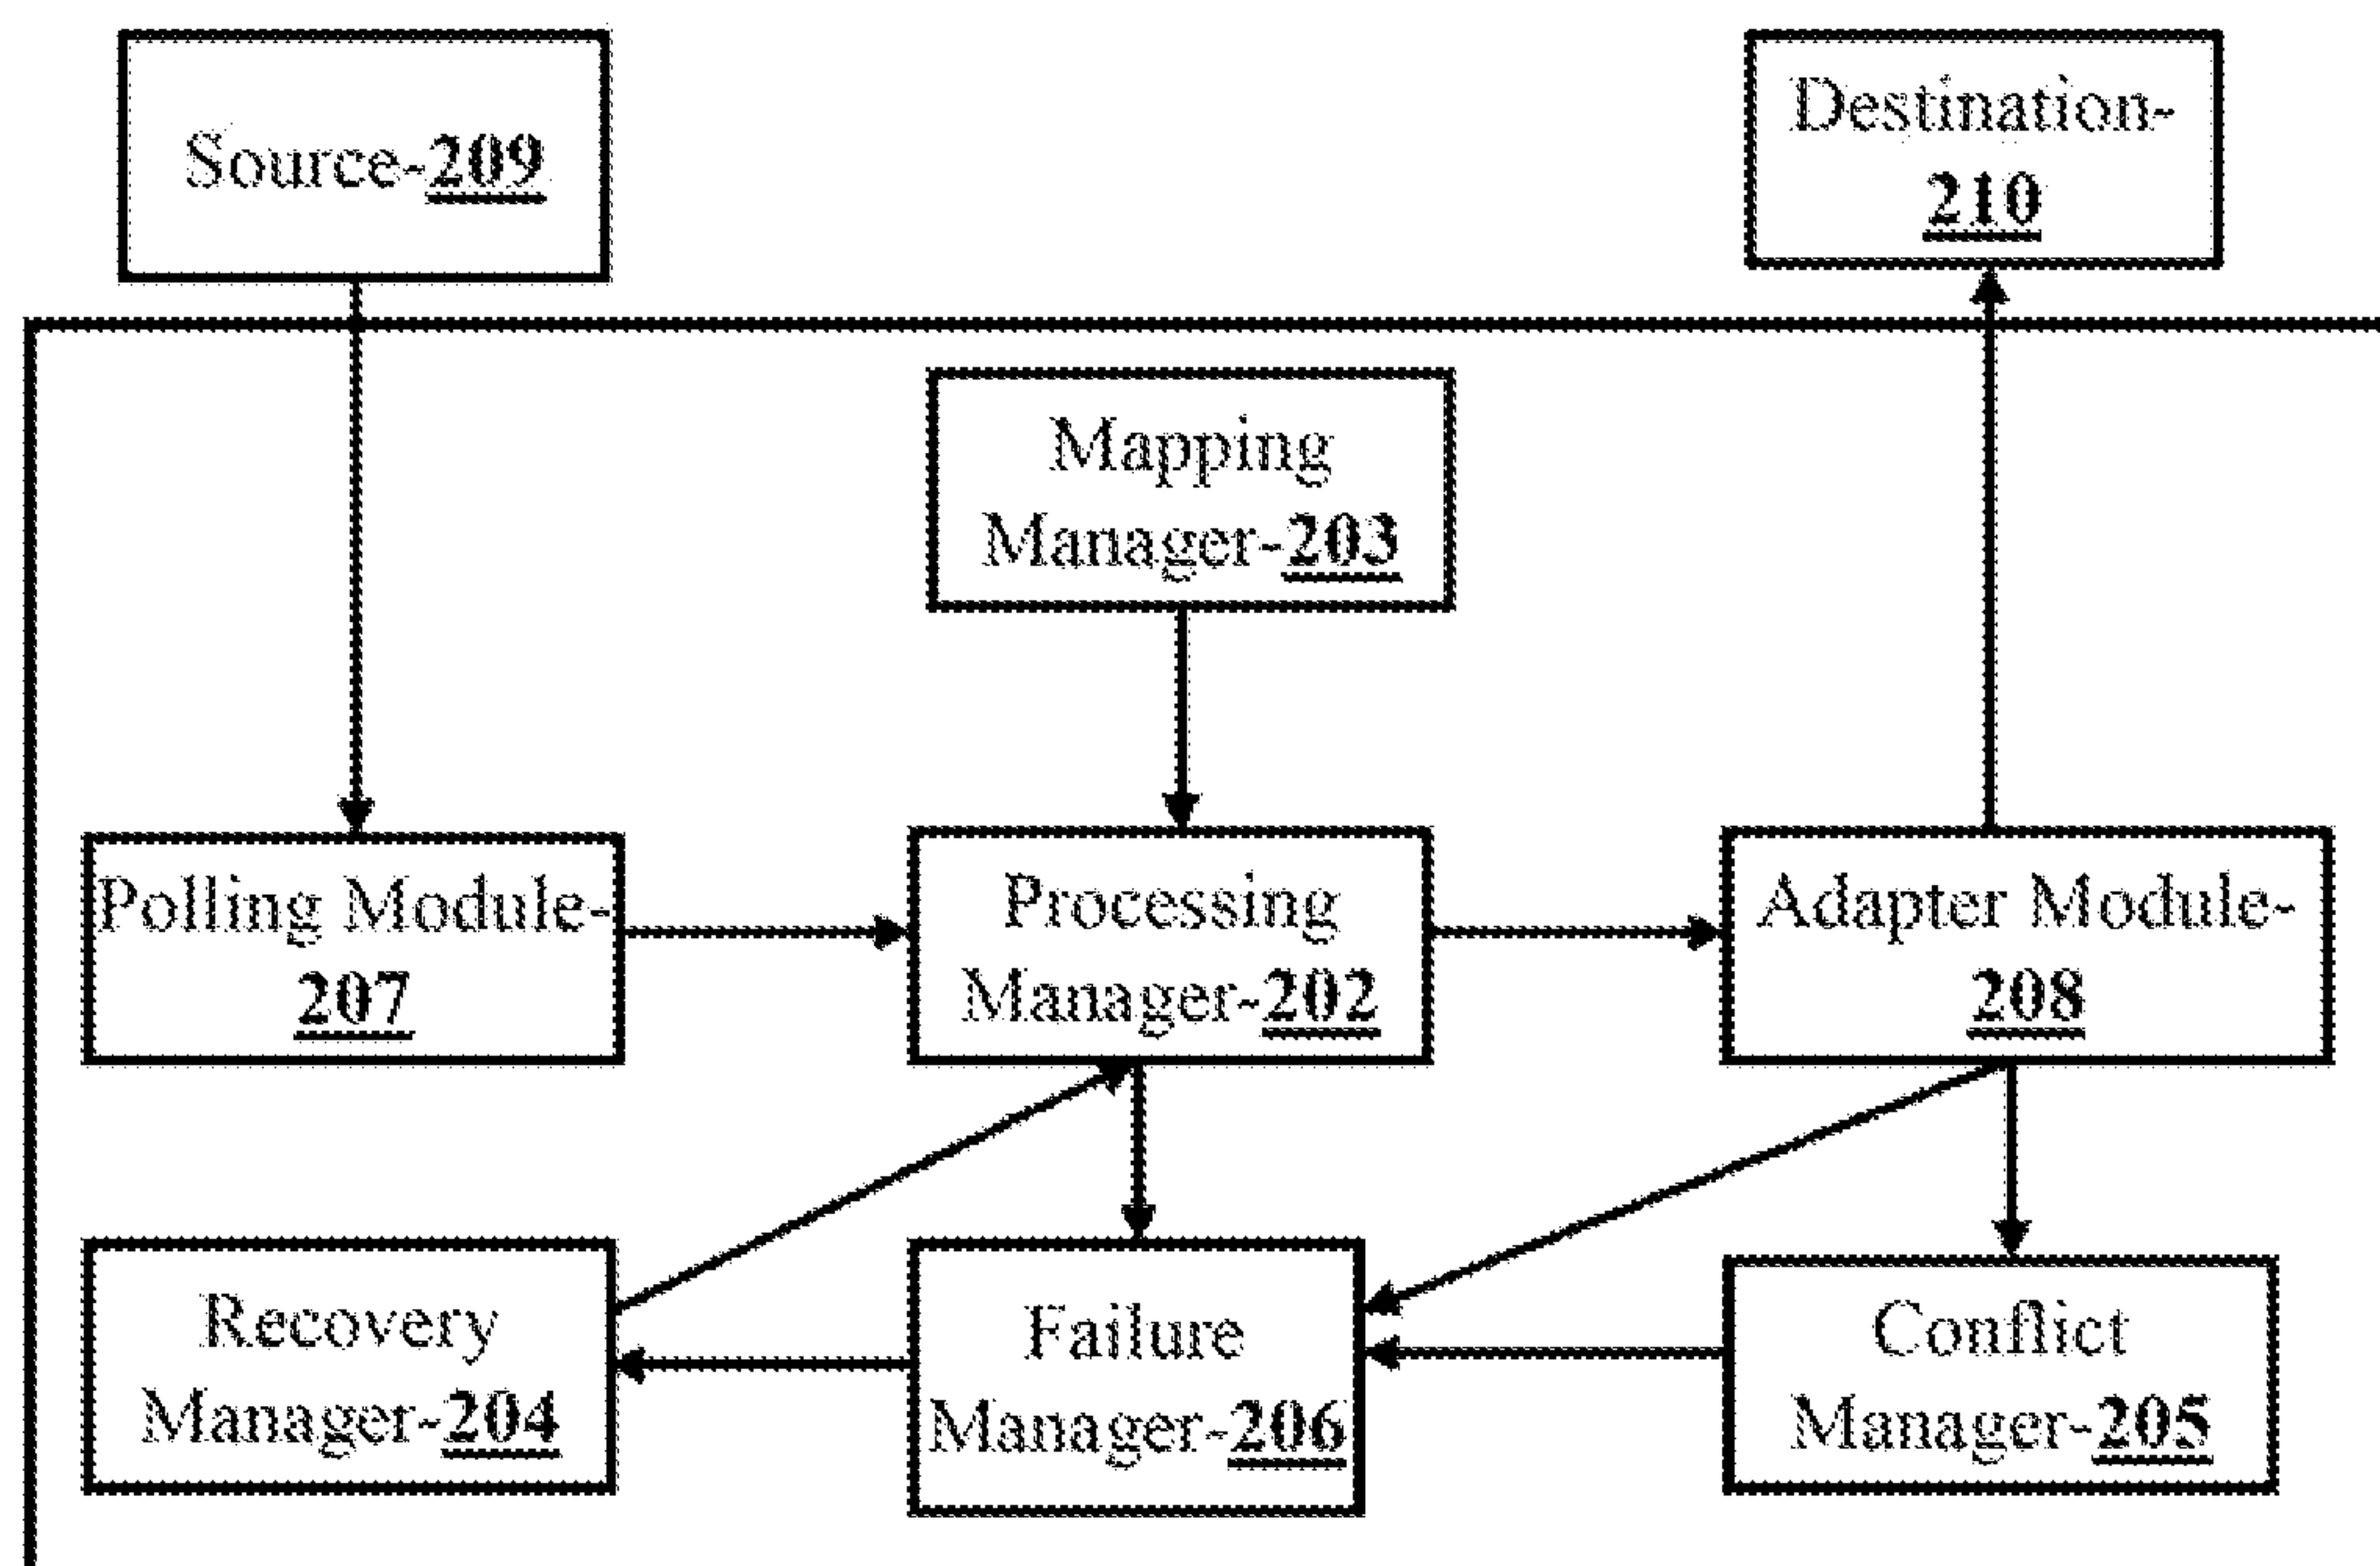 Source-209
Destination-
210
Mapping
Manager-203
Polling Module-
207
Processing
Manager-202
Adapter Module-
208
Recovery
Manager-204
Failure
Manager-206
Conflict
Manager-205